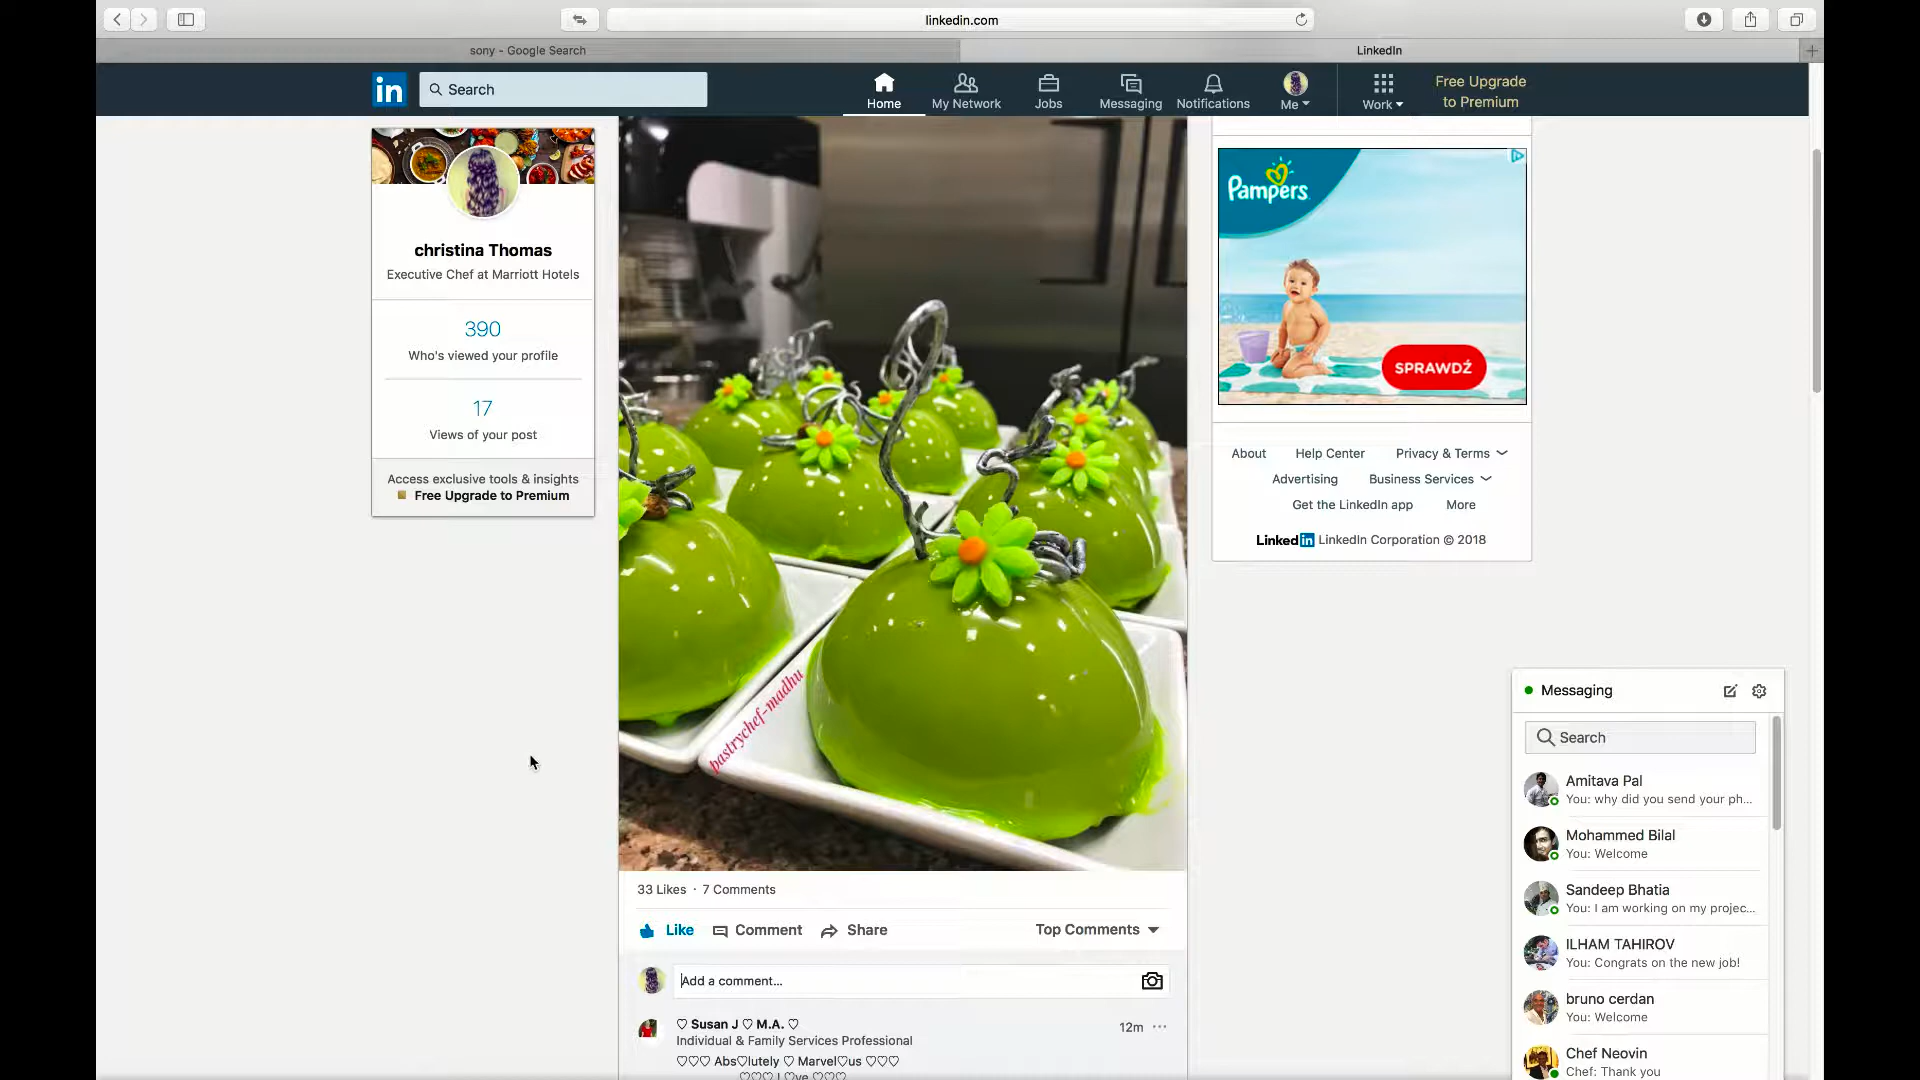 linkedin.com
sony - Google Search
LinkedIn
in
Search
Home
My Network
Jobs
Messaging
Notifications
Me
Work
Free Upgrade
to Premium
christina Thomas
Executive Chef at Marriott Hotels
390
Who's viewed your profile
17
Views of your post
Access exclusive tools & insights
Free Upgrade to Premium
pastrychef-madhu
33 Likes · 7 Comments
Like
Comment
Share
Top Comments
Add a comment...
♡ Susan J ♡ M.A. ♡
12m
Individual & Family Services Professional
♡♡♡ Abs♡lutely ♡ Marvel♡us ♡♡♡
♡♡♡ L♡ve ♡♡♡
Pampers
SPRAWDŹ
About
Help Center
Privacy & Terms
Advertising
Business Services
Get the LinkedIn app
More
LinkedIn LinkedIn Corporation © 2018
Messaging
Search
Amitava Pal
You: why did you send your ph...
Mohammed Bilal
You: Welcome
Sandeep Bhatia
You: I am working on my projec...
ILHAM TAHIROV
You: Congrats on the new job!
bruno cerdan
You: Welcome
Chef Neovin
Chef: Thank you